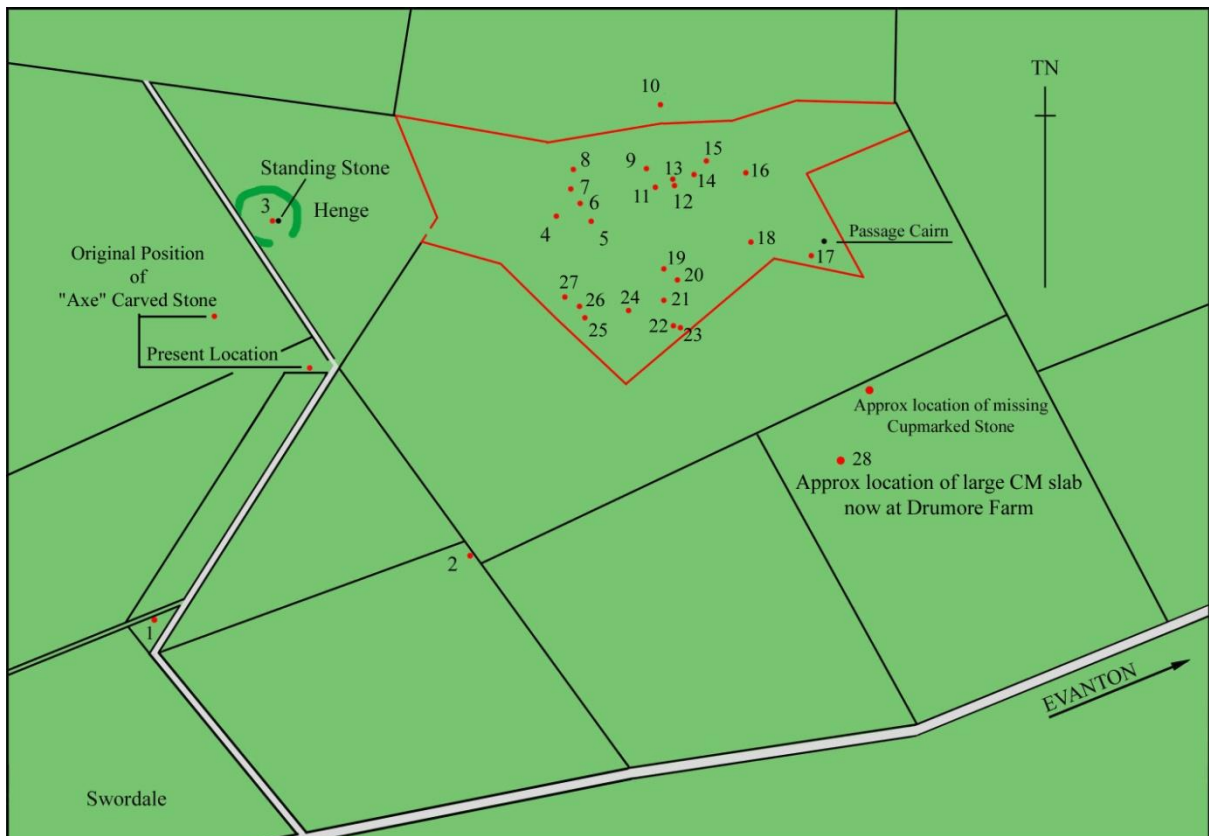 TN
10
15
8
9
13
14
16
7
11
12
6
4
5
Standing Stone
3
Henge
18
Passage Cairn
17
Original Position
of
"Axe" Carved Stone
19
20
27
26
24
21
25
22
23
Present Location
Approx location of missing
Cupmarked Stone
28
Approx location of large CM slab
now at Drumore Farm
2
1
EVANTON
Swordale